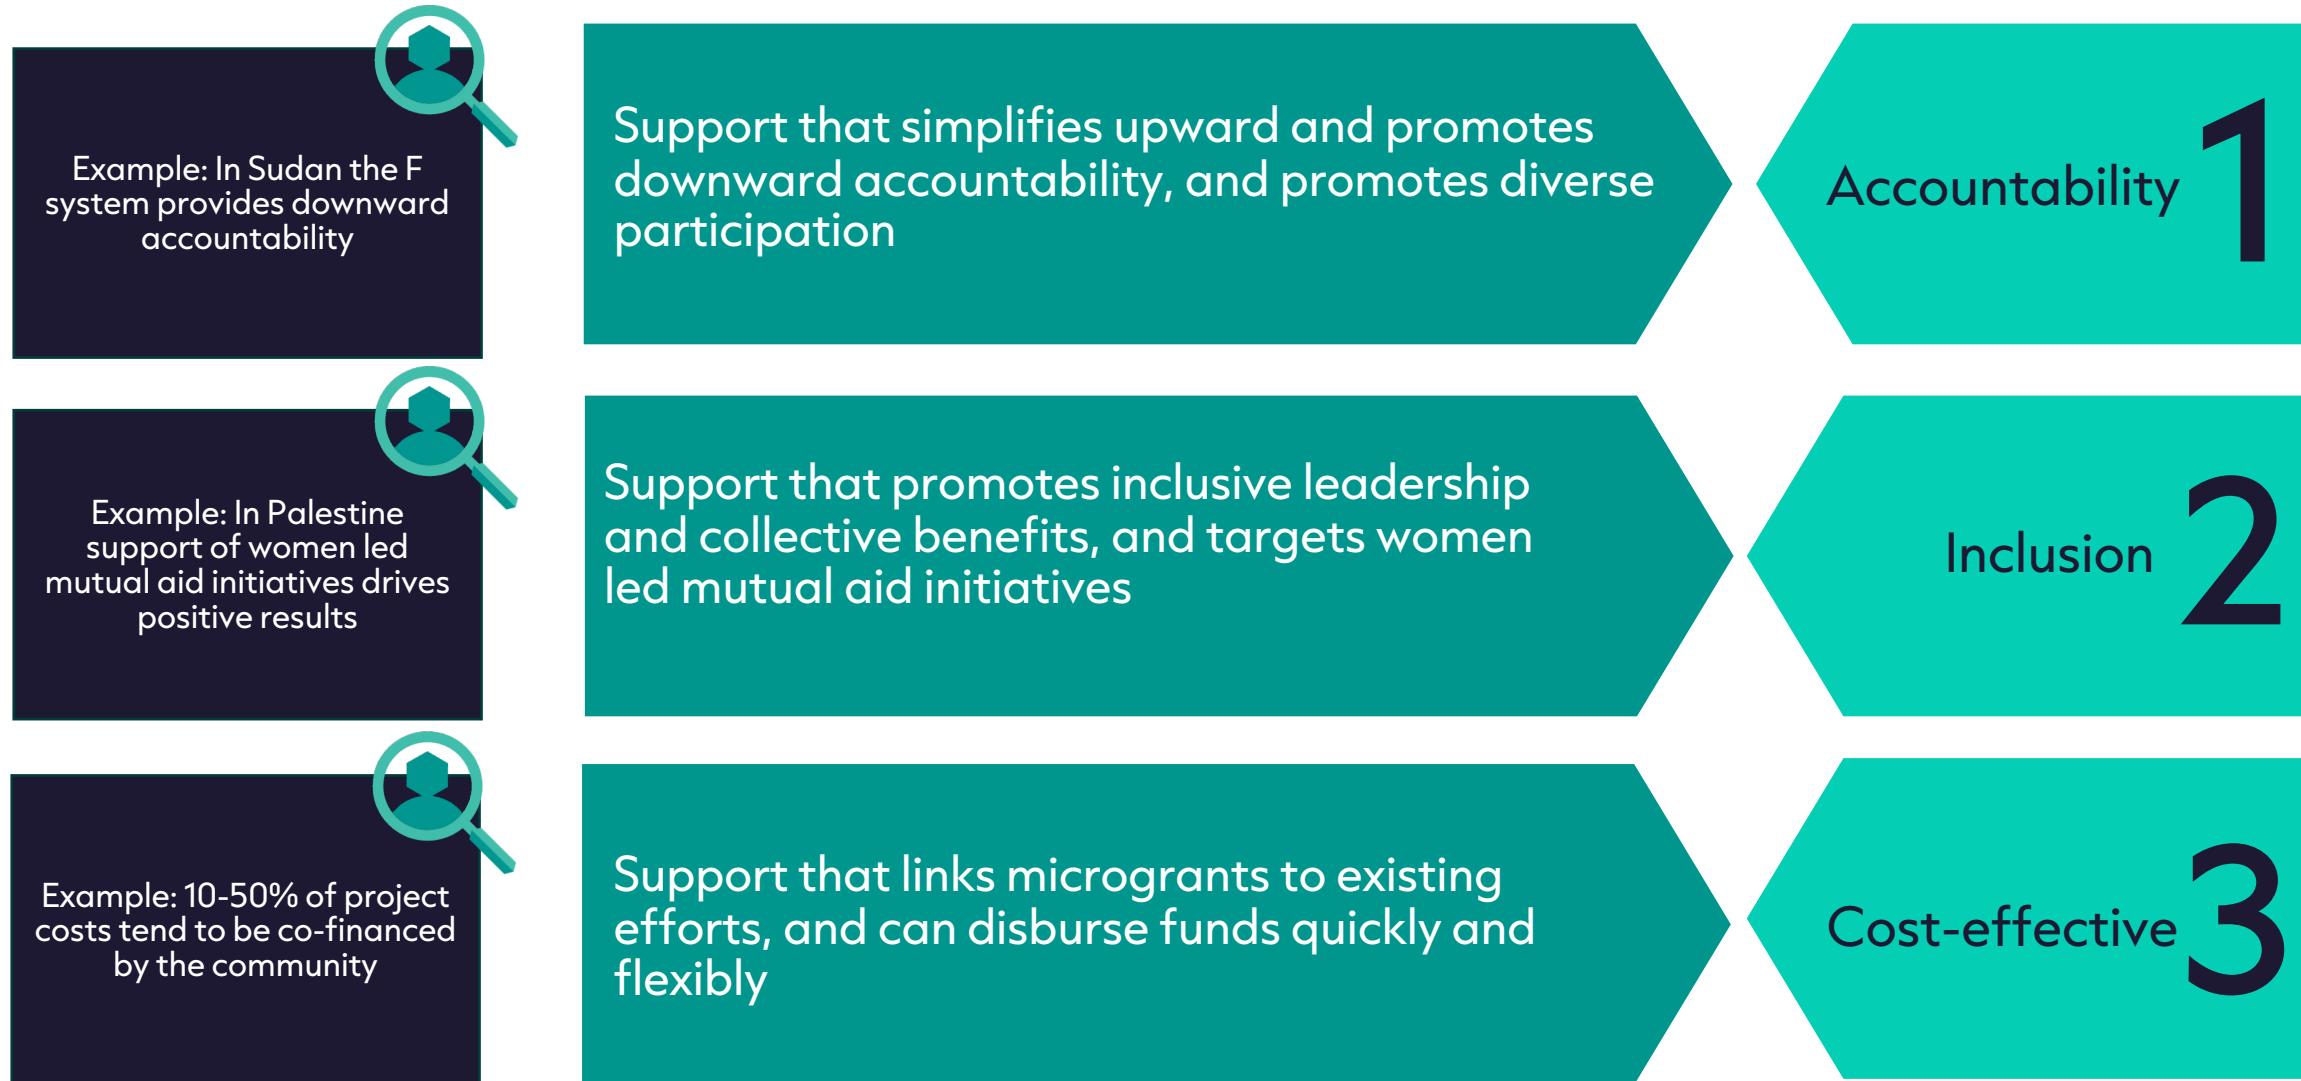 Example: In Sudan the F
system provides downward
accountability
Support that simplifies upward and promotes
downward accountability, and promotes diverse
participation
Accountability
1
Example: In Palestine
support of women led
mutual aid initiatives drives
positive results
Support that promotes inclusive leadership
and collective benefits, and targets women
led mutual aid initiatives
Inclusion
2
Example: 10-50% of project
costs tend to be co-financed
by the community
Support that links microgrants to existing
efforts, and can disburse funds quickly and
flexibly
Cost-effective
3